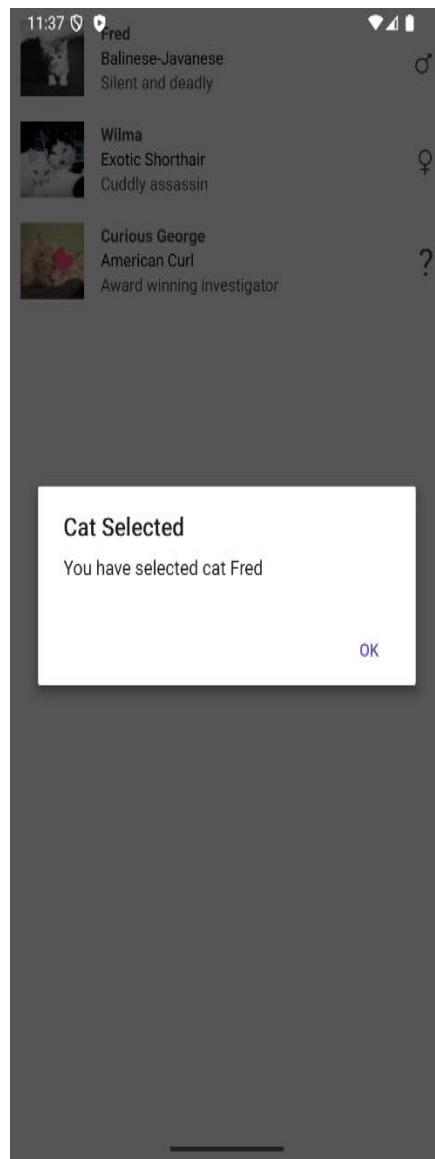 11:37
Fred
Balinese-Javanese
Silent and deadly
♂
Wilma
Exotic Shorthair
Cuddly assassin
♀
Curious George
American Curl
Award winning investigator
?
Cat Selected
You have selected cat Fred
OK